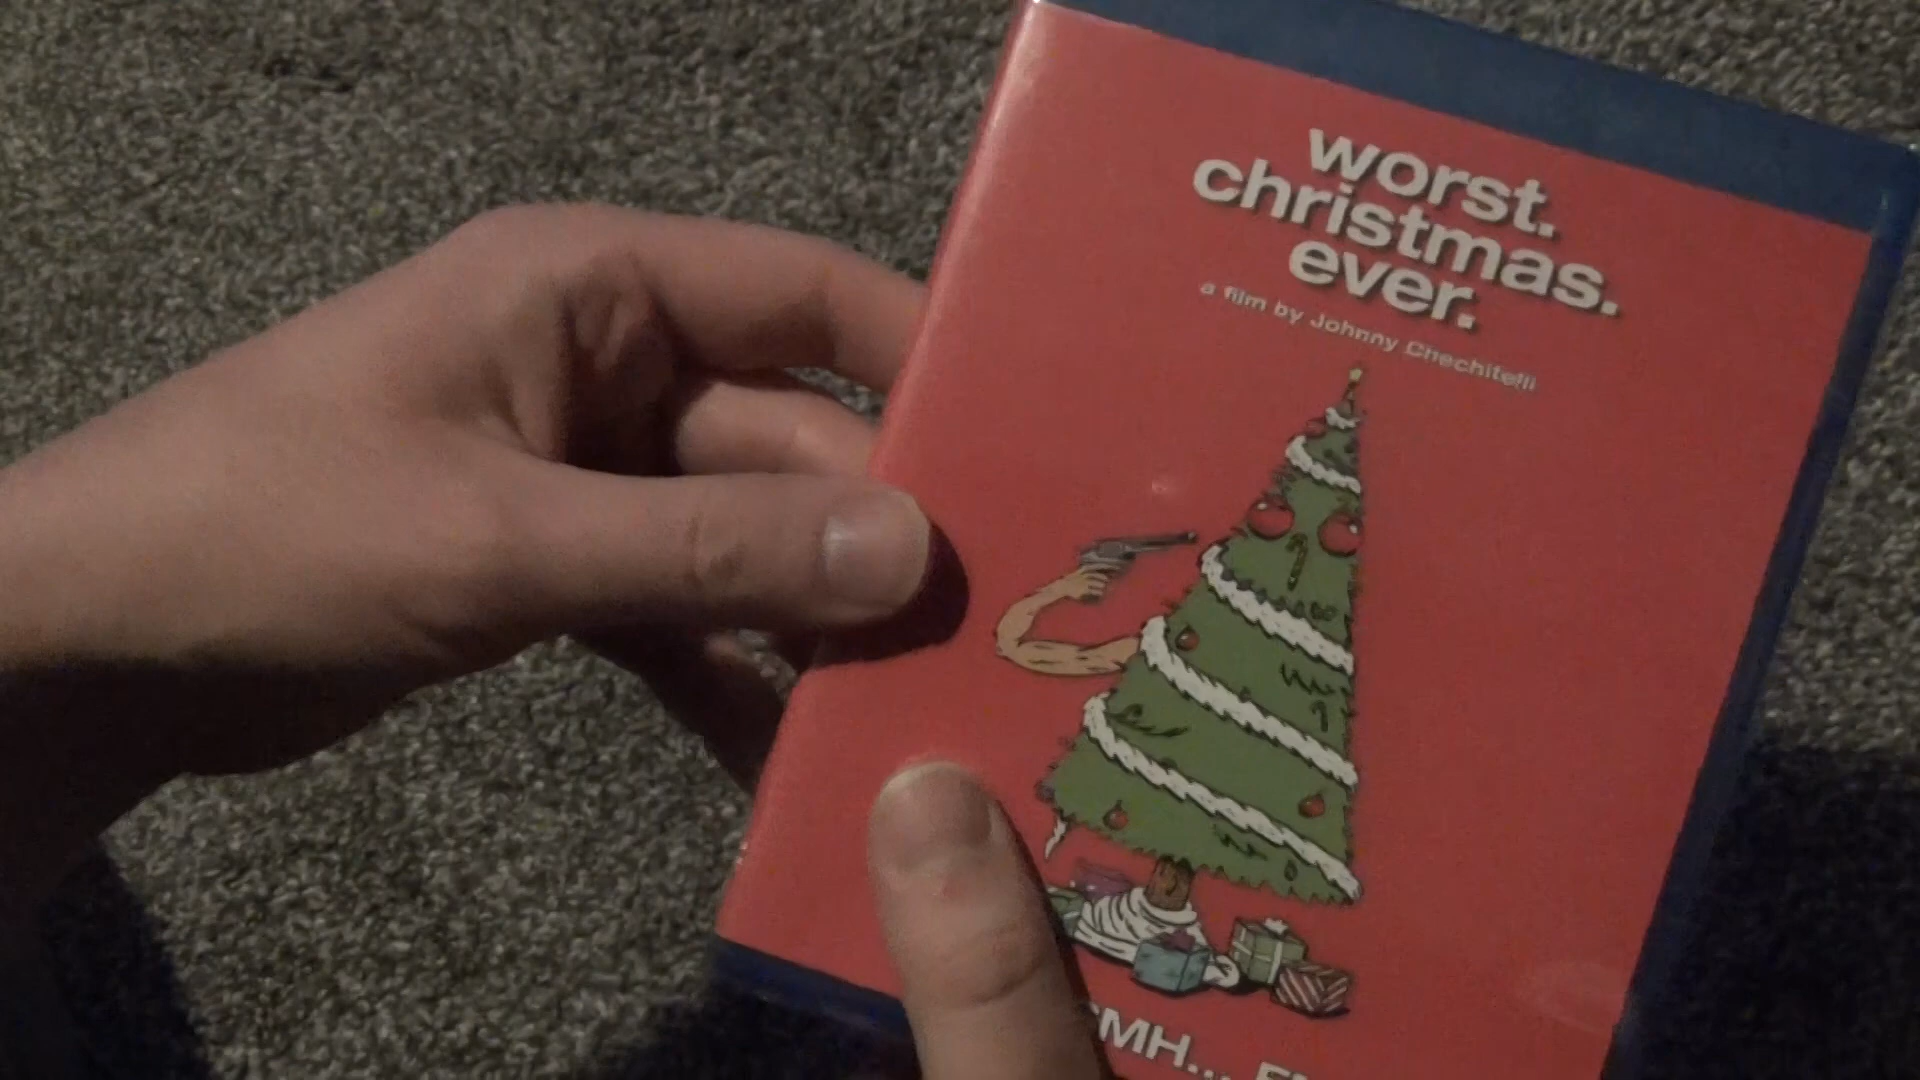 worst.
christmas.
ever.
a film by Johnny Chechitelli